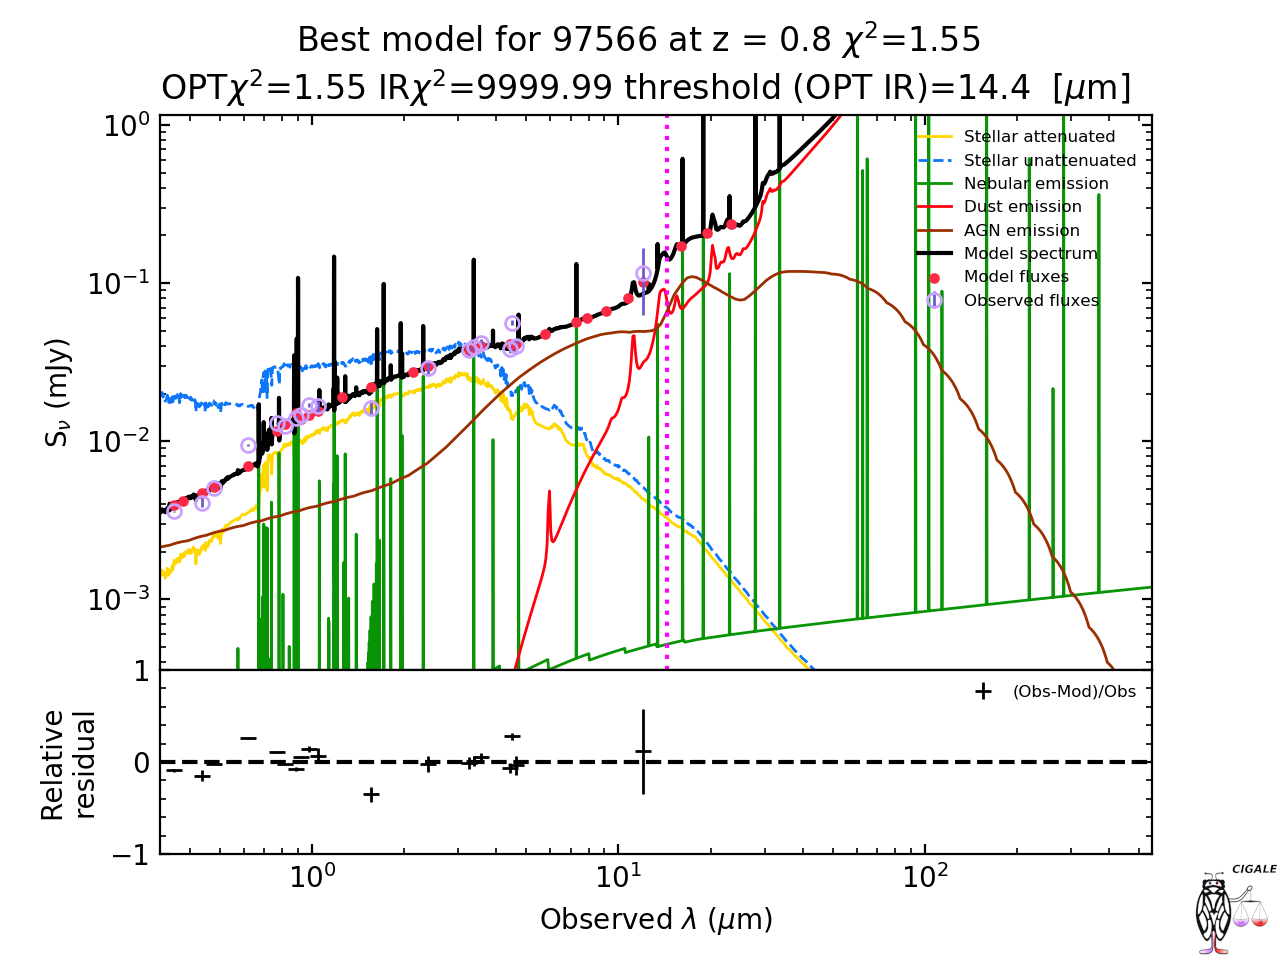 Best model for 97566 at z = 0.8 χ²=1.55
OPTχ²=1.55 IRχ²=9999.99 threshold (OPT IR)=14.4 [μm]
10⁰
10⁻¹
10⁻²
10⁻³
S_ν (mJy)
Stellar attenuated
Stellar unattenuated
Nebular emission
Dust emission
AGN emission
Model spectrum
Model fluxes
Observed fluxes
1
0
−1
Relative
residual
(Obs-Mod)/Obs
10⁰ 10¹ 10²
Observed λ (μm)
CIGALE